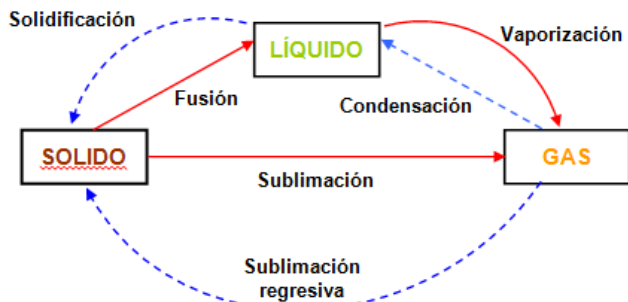 Solidificación
LÍQUIDO
Vaporización
Fusión
Condensación
SOLIDO
GAS
Sublimación
Sublimación
regresiva